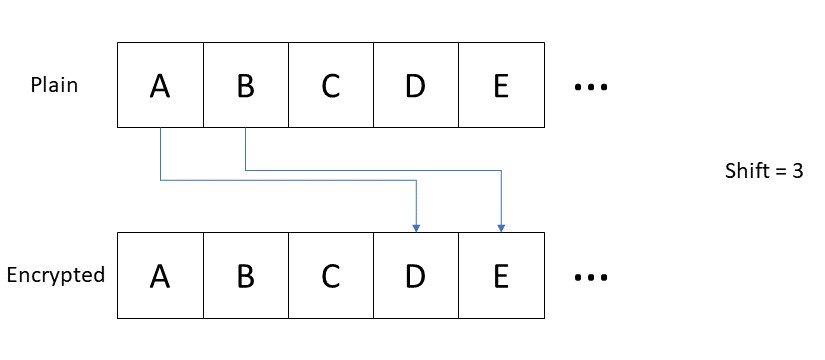 Plain A B C D E ...
Shift = 3
Encrypted A B C D E ...